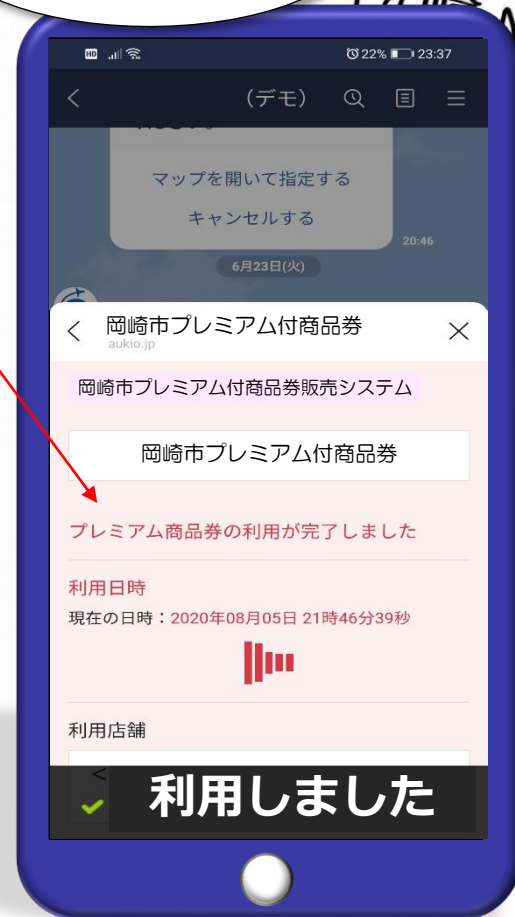 HD 22% 23:37
(デモ)
マップを開いて指定する
キャンセルする
20:46
6月23日(火)
岡崎市プレミアム付商品券
aukio.jp
岡崎市プレミアム付商品券販売システム
岡崎市プレミアム付商品券
プレミアム商品券の利用が完了しました
利用日時
現在の日時：2020年08月05日 21時46分39秒
利用店舗
利用しました